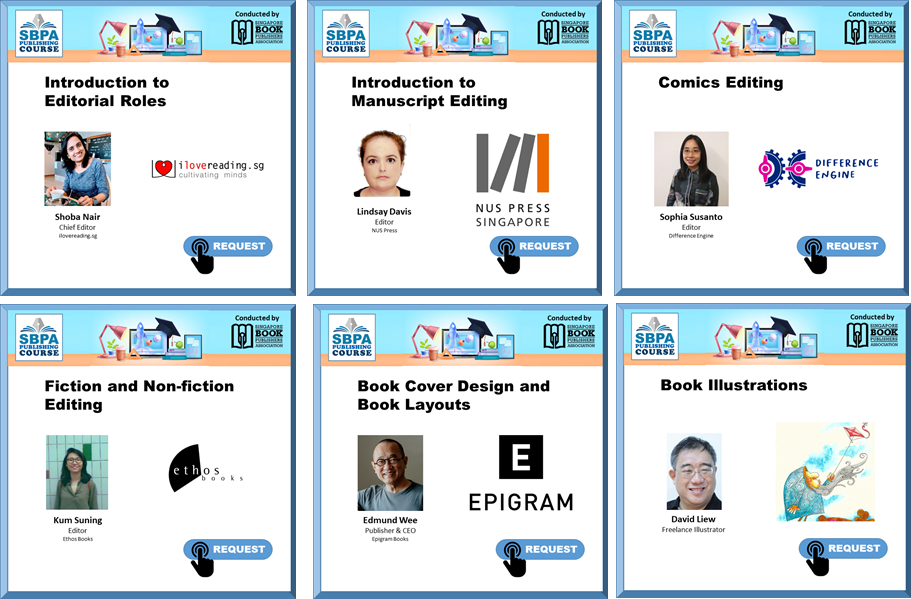 Conducted by
SBPA
PUBLISHING
COURSE
SINGAPORE
BOOK
PUBLISHERS
ASSOCIATION
Introduction to
Editorial Roles
ilovereading.sg
cultivating minds
Shoba Nair
Chief Editor
ilovereading.sg
REQUEST
Conducted by
SBPA
PUBLISHING
COURSE
SINGAPORE
BOOK
PUBLISHERS
ASSOCIATION
Introduction to
Manuscript Editing
NUS PRESS
SINGAPORE
Lindsay Davis
Editor
NUS Press
REQUEST
Conducted by
SBPA
PUBLISHING
COURSE
SINGAPORE
BOOK
PUBLISHERS
ASSOCIATION
Comics Editing
DIFFERENCE
ENGINE
Sophia Susanto
Editor
Difference Engine
REQUEST
Conducted by
SBPA
PUBLISHING
COURSE
SINGAPORE
BOOK
PUBLISHERS
ASSOCIATION
Fiction and Non-fiction
Editing
ethos
books
Kum Suning
Editor
Ethos Books
REQUEST
Conducted by
SBPA
PUBLISHING
COURSE
SINGAPORE
BOOK
PUBLISHERS
ASSOCIATION
Book Cover Design and
Book Layouts
E
EPIGRAM
Edmund Wee
Publisher & CEO
Epigram Books
REQUEST
Conducted by
SBPA
PUBLISHING
COURSE
SINGAPORE
BOOK
PUBLISHERS
ASSOCIATION
Book Illustrations
David Liew
Freelance Illustrator
REQUEST